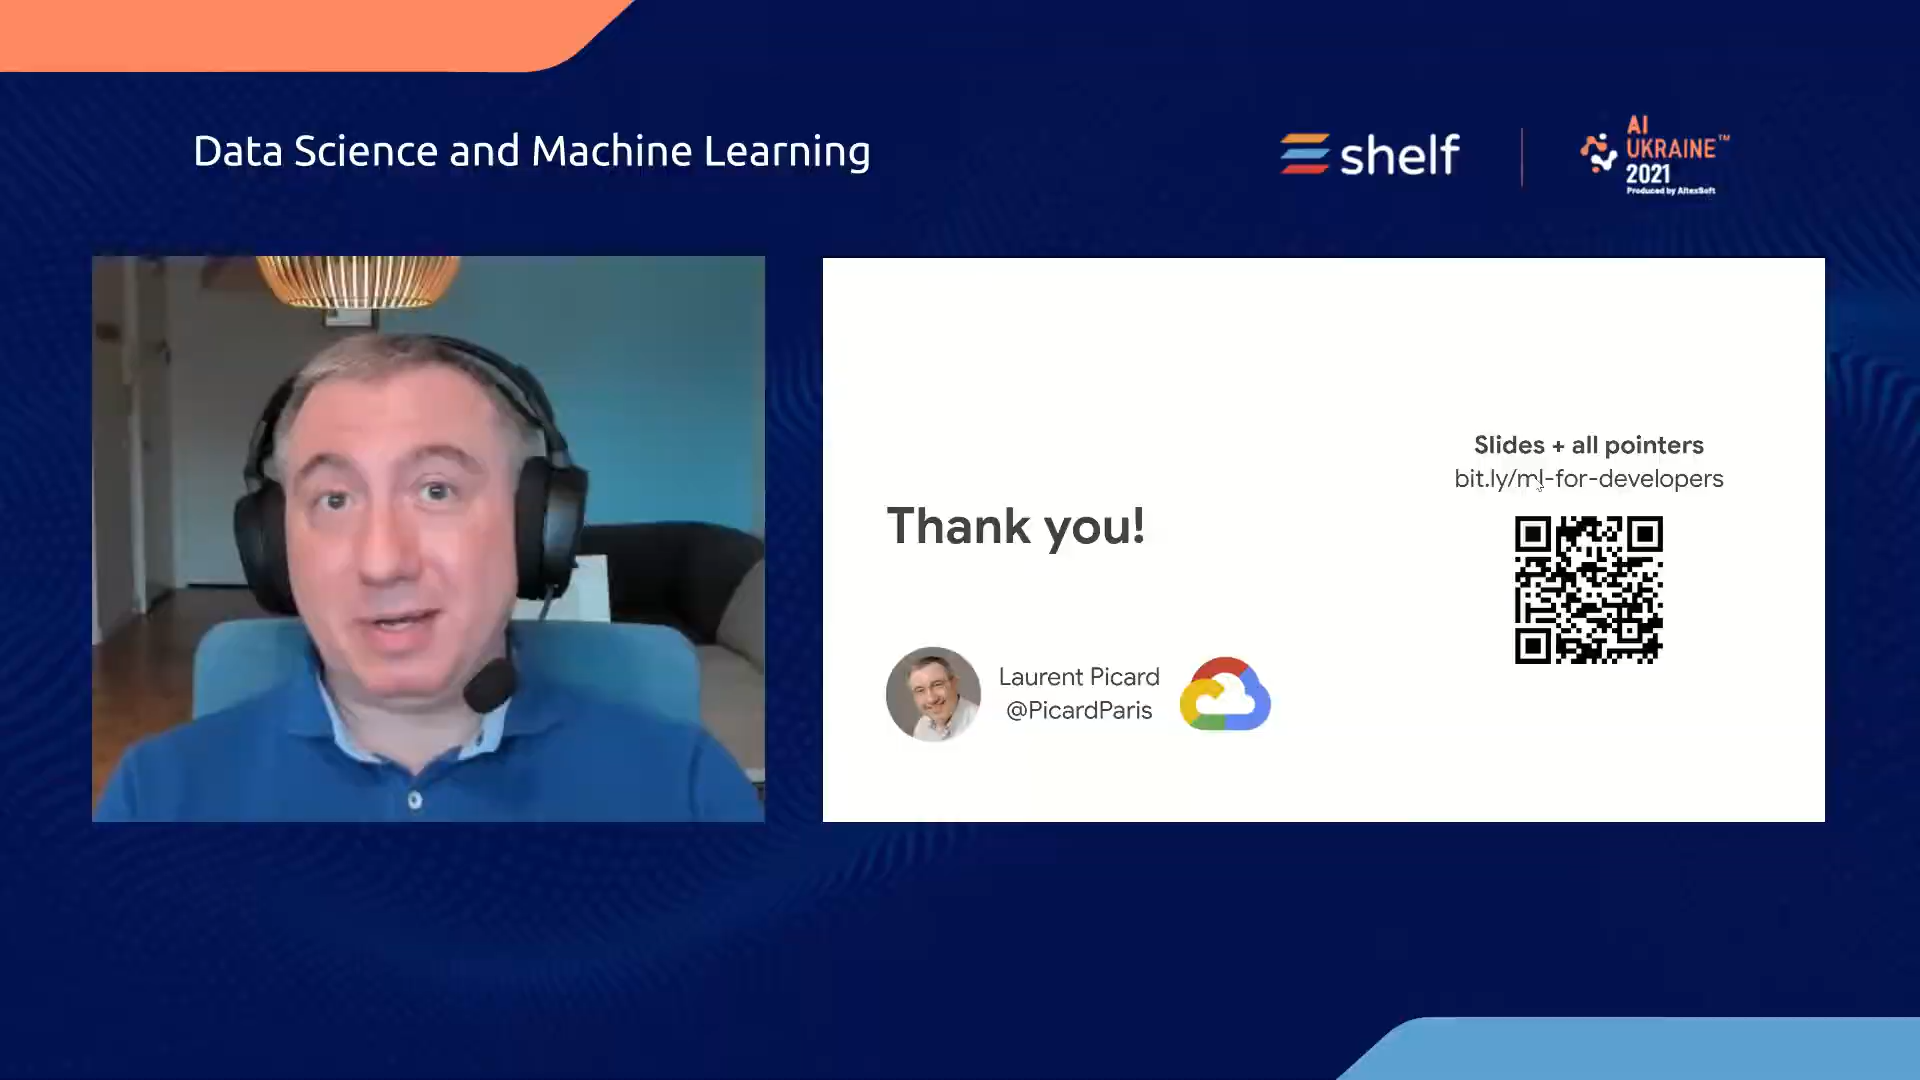 Data Science and Machine Learning
shelf
AI
UKRAINE™
2021
Produced by AltexSoft
Slides + all pointers
bit.ly/ml-for-developers
Thank you!
Laurent Picard
@PicardParis